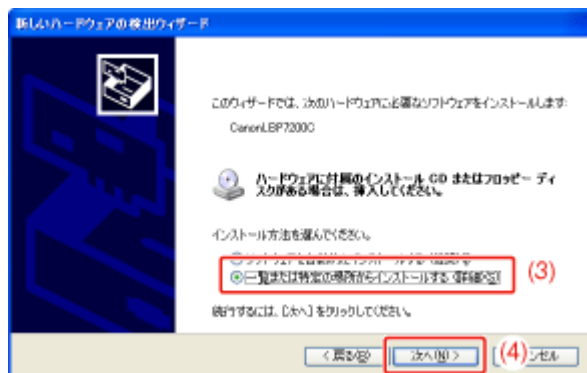 新しいハードウェアの検出ウィザード
このウィザードでは、次のハードウェアに必要なソフトウェアをインストールします:
CanonLBP7200C
ハードウェアに付属のインストール CD またはフロッピー ディ
スクがある場合は、挿入してください。
インストール方法を選んでください。
一覧または特定の場所からインストールする (詳細)(S)
(3)
続行するには、[次へ] をクリックしてください。
< 戻る(B)
次へ(N) >
(4)
ンセル